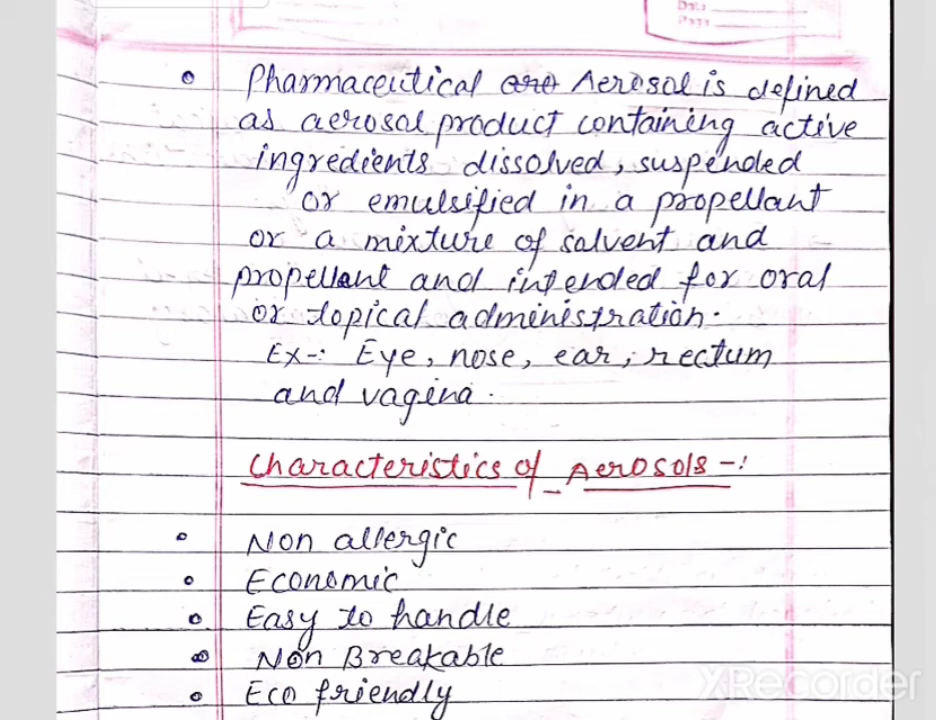 Date
Page
Pharmaceutical are Aerosol is defined
as aerosol product containing active
ingredients dissolved, suspended
or emulsified in a propellant
or a mixture of solvent and
propellant and intended for oral
or topical administration.
Ex-: Eye, nose, ear, rectum
and vagina.
Characteristics of Aerosols -:
Non allergic
Economic
Easy to handle
Non Breakable
Eco friendly
XRecorder